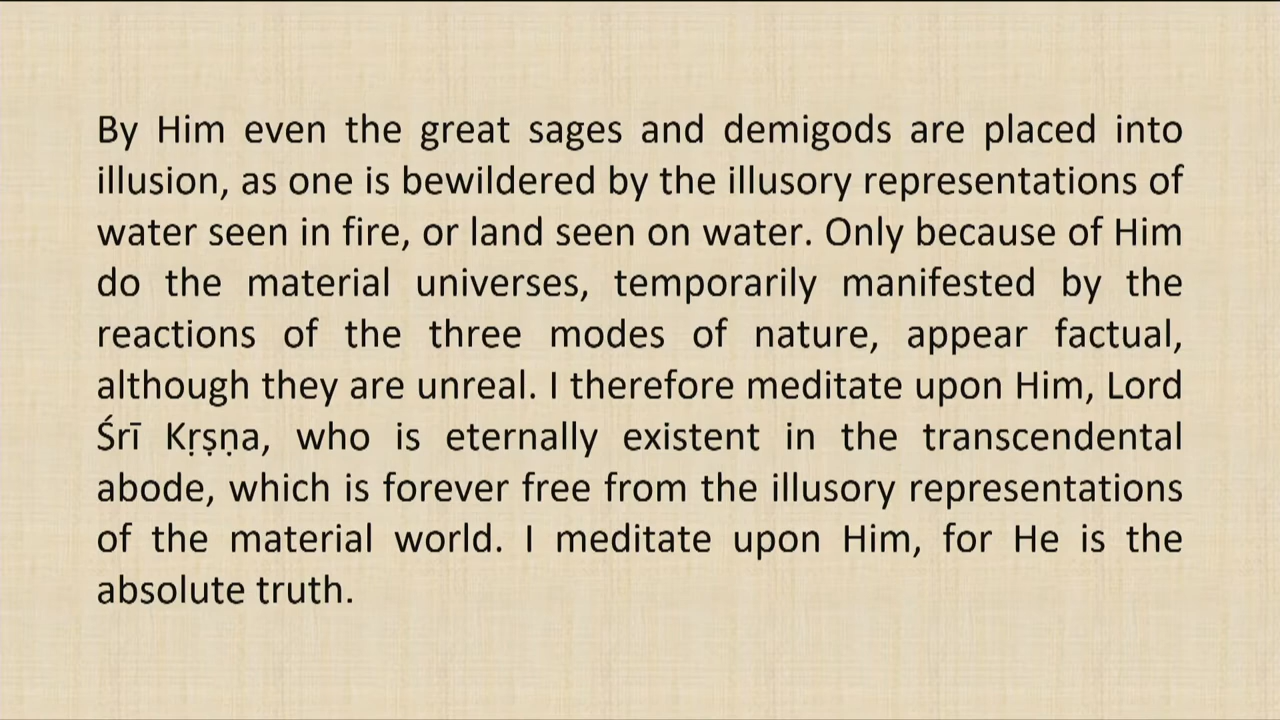 By Him even the great sages and demigods are placed into
illusion, as one is bewildered by the illusory representations of
water seen in fire, or land seen on water. Only because of Him
do the material universes, temporarily manifested by the
reactions of the three modes of nature, appear factual,
although they are unreal. I therefore meditate upon Him, Lord
Śrī Kṛṣṇa, who is eternally existent in the transcendental
abode, which is forever free from the illusory representations
of the material world. I meditate upon Him, for He is the
absolute truth.